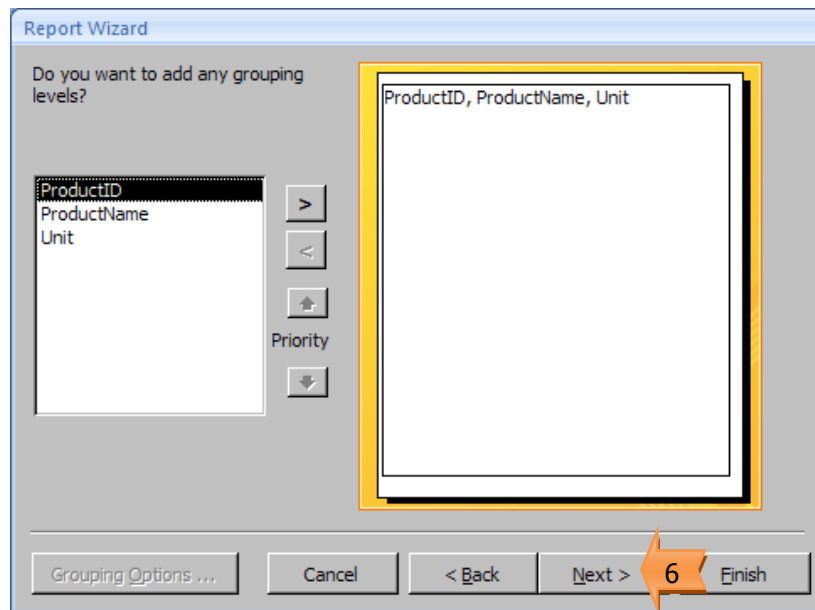 Report Wizard
Do you want to add any grouping
levels?
ProductID, ProductName, Unit
ProductID
ProductName
Unit
>
<
Priority
Grouping Options ...
Cancel
< Back
Next >
6
Finish